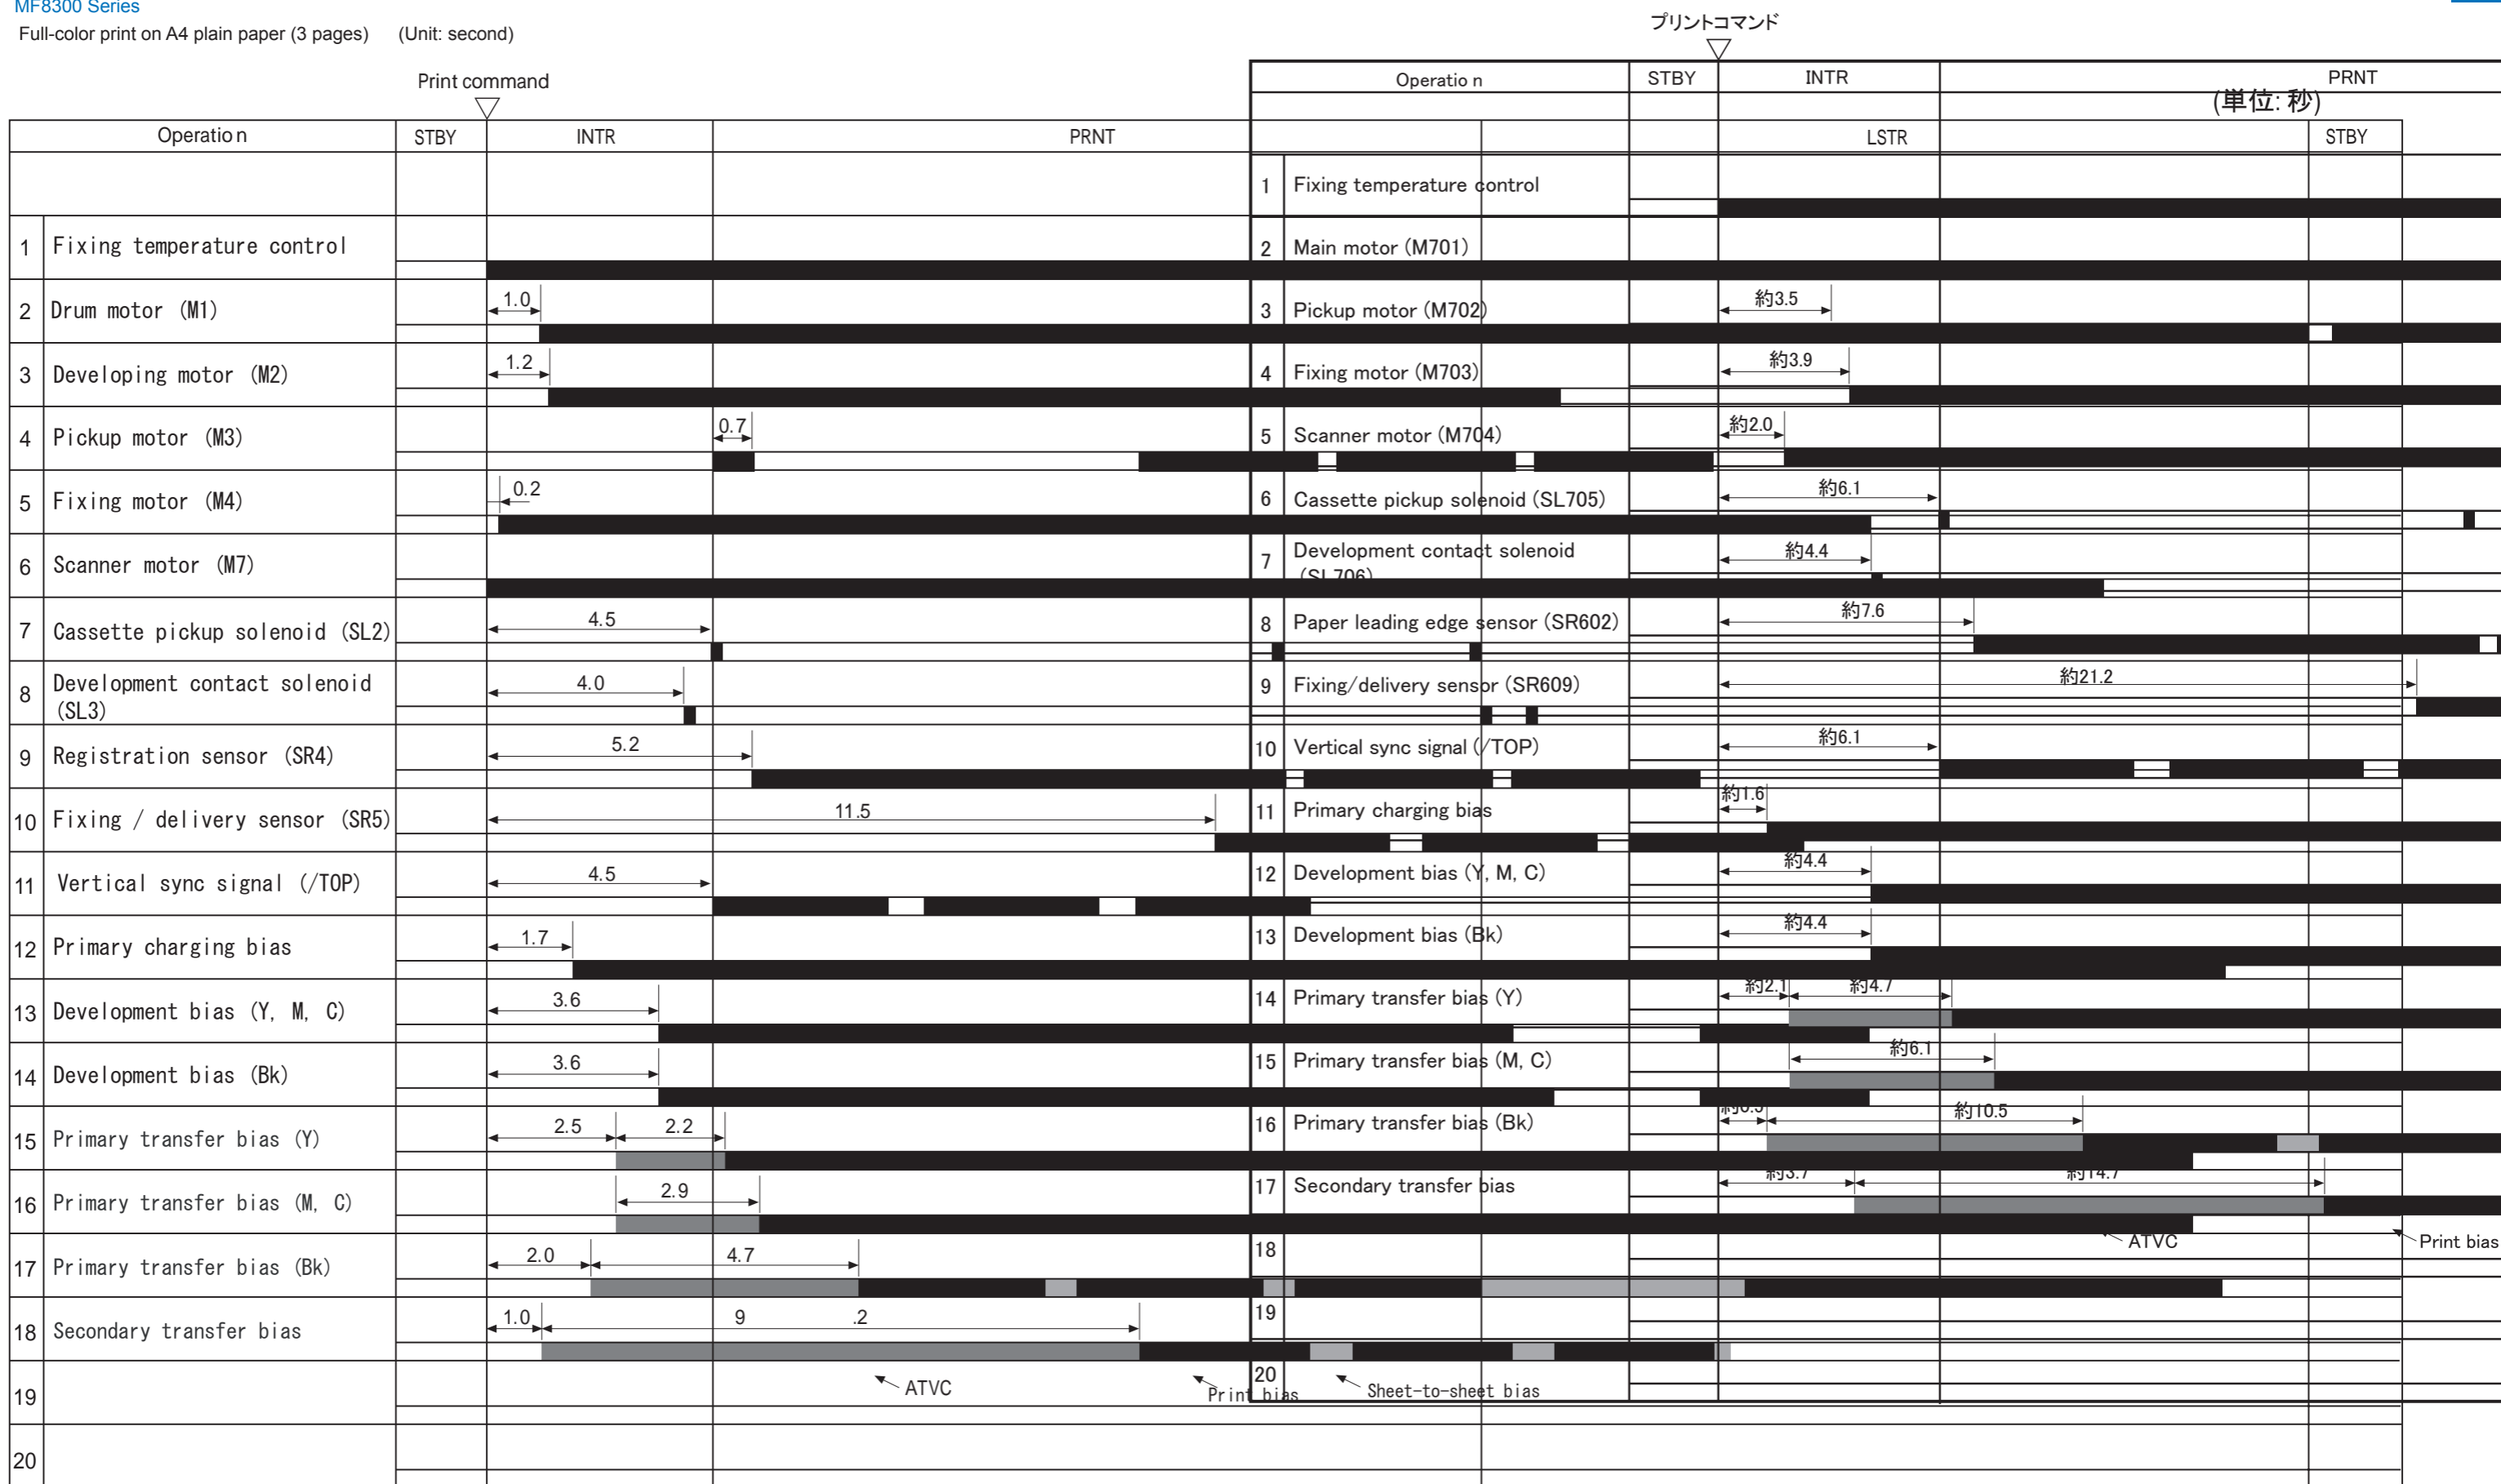 MF8300 Series
Full-color print on A4 plain paper (3 pages) (Unit: second)
Print command
Operatio n STBY INTR PRNT LSTR STBY
1 Fixing temperature control
2 Drum motor (M1) 1.0
3 Developing motor (M2) 1.2
4 Pickup motor (M3) 0.7
5 Fixing motor (M4) 0.2
6 Scanner motor (M7)
7 Cassette pickup solenoid (SL2) 4.5
8 Development contact solenoid (SL3) 4.0
9 Registration sensor (SR4) 5.2
10 Fixing / delivery sensor (SR5) 11.5
11 Vertical sync signal (/TOP) 4.5
12 Primary charging bias 1.7
13 Development bias (Y, M, C) 3.6
14 Development bias (Bk) 3.6
15 Primary transfer bias (Y) 2.5 2.2
16 Primary transfer bias (M, C) 2.9
17 Primary transfer bias (Bk) 2.0 4.7
18 Secondary transfer bias 1.0 9 .2
19
20
ATVC
Print bias
Sheet-to-sheet bias
プリントコマンド
Operatio n STBY INTR PRNT
(単位: 秒)
1 Fixing temperature control
2 Main motor (M701)
3 Pickup motor (M702) 約3.5
4 Fixing motor (M703) 約3.9
5 Scanner motor (M704) 約2.0
6 Cassette pickup solenoid (SL705) 約6.1
7 Development contact solenoid (SL706) 約4.4
8 Paper leading edge sensor (SR602) 約7.6
9 Fixing/delivery sensor (SR609) 約21.2
10 Vertical sync signal (/TOP) 約6.1
11 Primary charging bias 約1.6
12 Development bias (Y, M, C) 約4.4
13 Development bias (Bk) 約4.4
14 Primary transfer bias (Y) 約2.1 約4.7
15 Primary transfer bias (M, C) 約6.1
16 Primary transfer bias (Bk) 約10.5
17 Secondary transfer bias 約3.7 約14.7
18
19
20
ATVC
Print bias